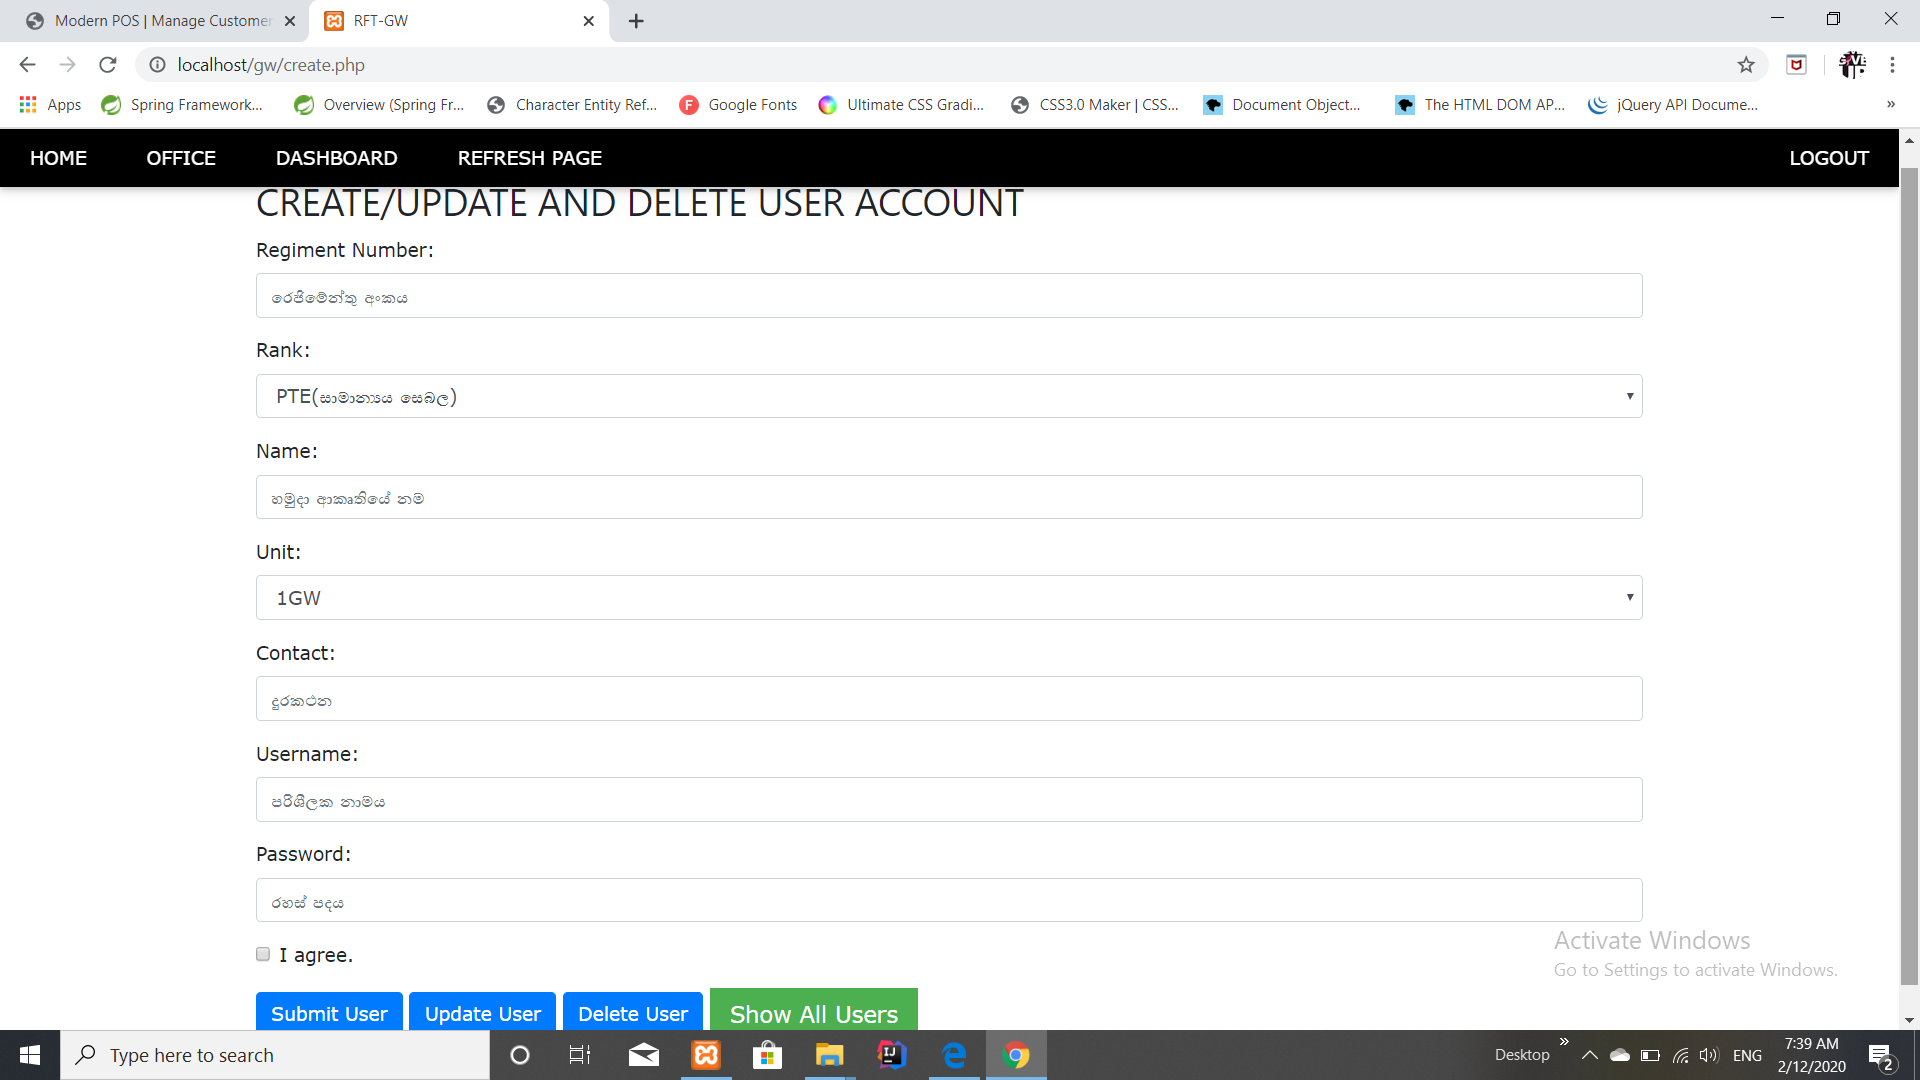 Modern POS | Manage Customer
RFT-GW
localhost/gw/create.php
Apps
Spring Framework...
Overview (Spring Fr...
Character Entity Ref...
Google Fonts
Ultimate CSS Gradi...
CSS3.0 Maker | CSS...
Document Object...
The HTML DOM AP...
jQuery API Docume...
»
HOME
OFFICE
DASHBOARD
REFRESH PAGE
LOGOUT
CREATE/UPDATE AND DELETE USER ACCOUNT
Regiment Number:
රෙජිමේන්තු අංකය
Rank:
PTE(සාමාන්‍යය සෙබල)
Name:
හමුදා ආකෘතියේ නම
Unit:
1GW
Contact:
දුරකථන
Username:
පරිශීලක නාමය
Password:
රහස් පදය
I agree.
Submit User
Update User
Delete User
Show All Users
Activate Windows
Go to Settings to activate Windows.
Type here to search
Desktop
»
ENG
7:39 AM
2/12/2020
2